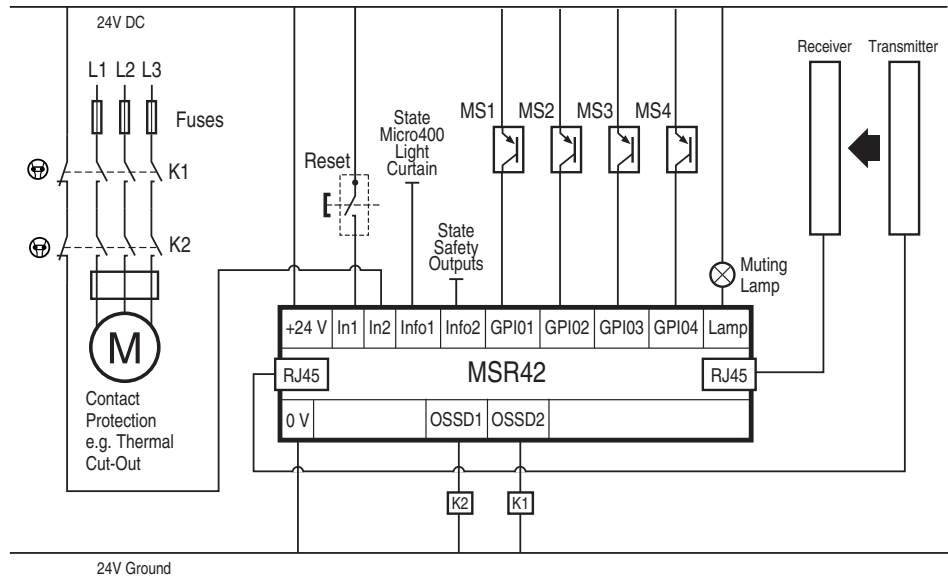 24V DC
Receiver Transmitter
L1 L2 L3
Fuses
State
Micro400
Light
Curtain
MS1 MS2 MS3 MS4
K1
Reset
K2
State
Safety
Outputs
Muting
Lamp
+24 V In1 In2 Info1 Info2 GPI01 GPI02 GPI03 GPI04 Lamp
M
RJ45 MSR42 RJ45
Contact
Protection
e.g. Thermal
Cut-Out
0 V OSSD1 OSSD2
K2 K1
24V Ground